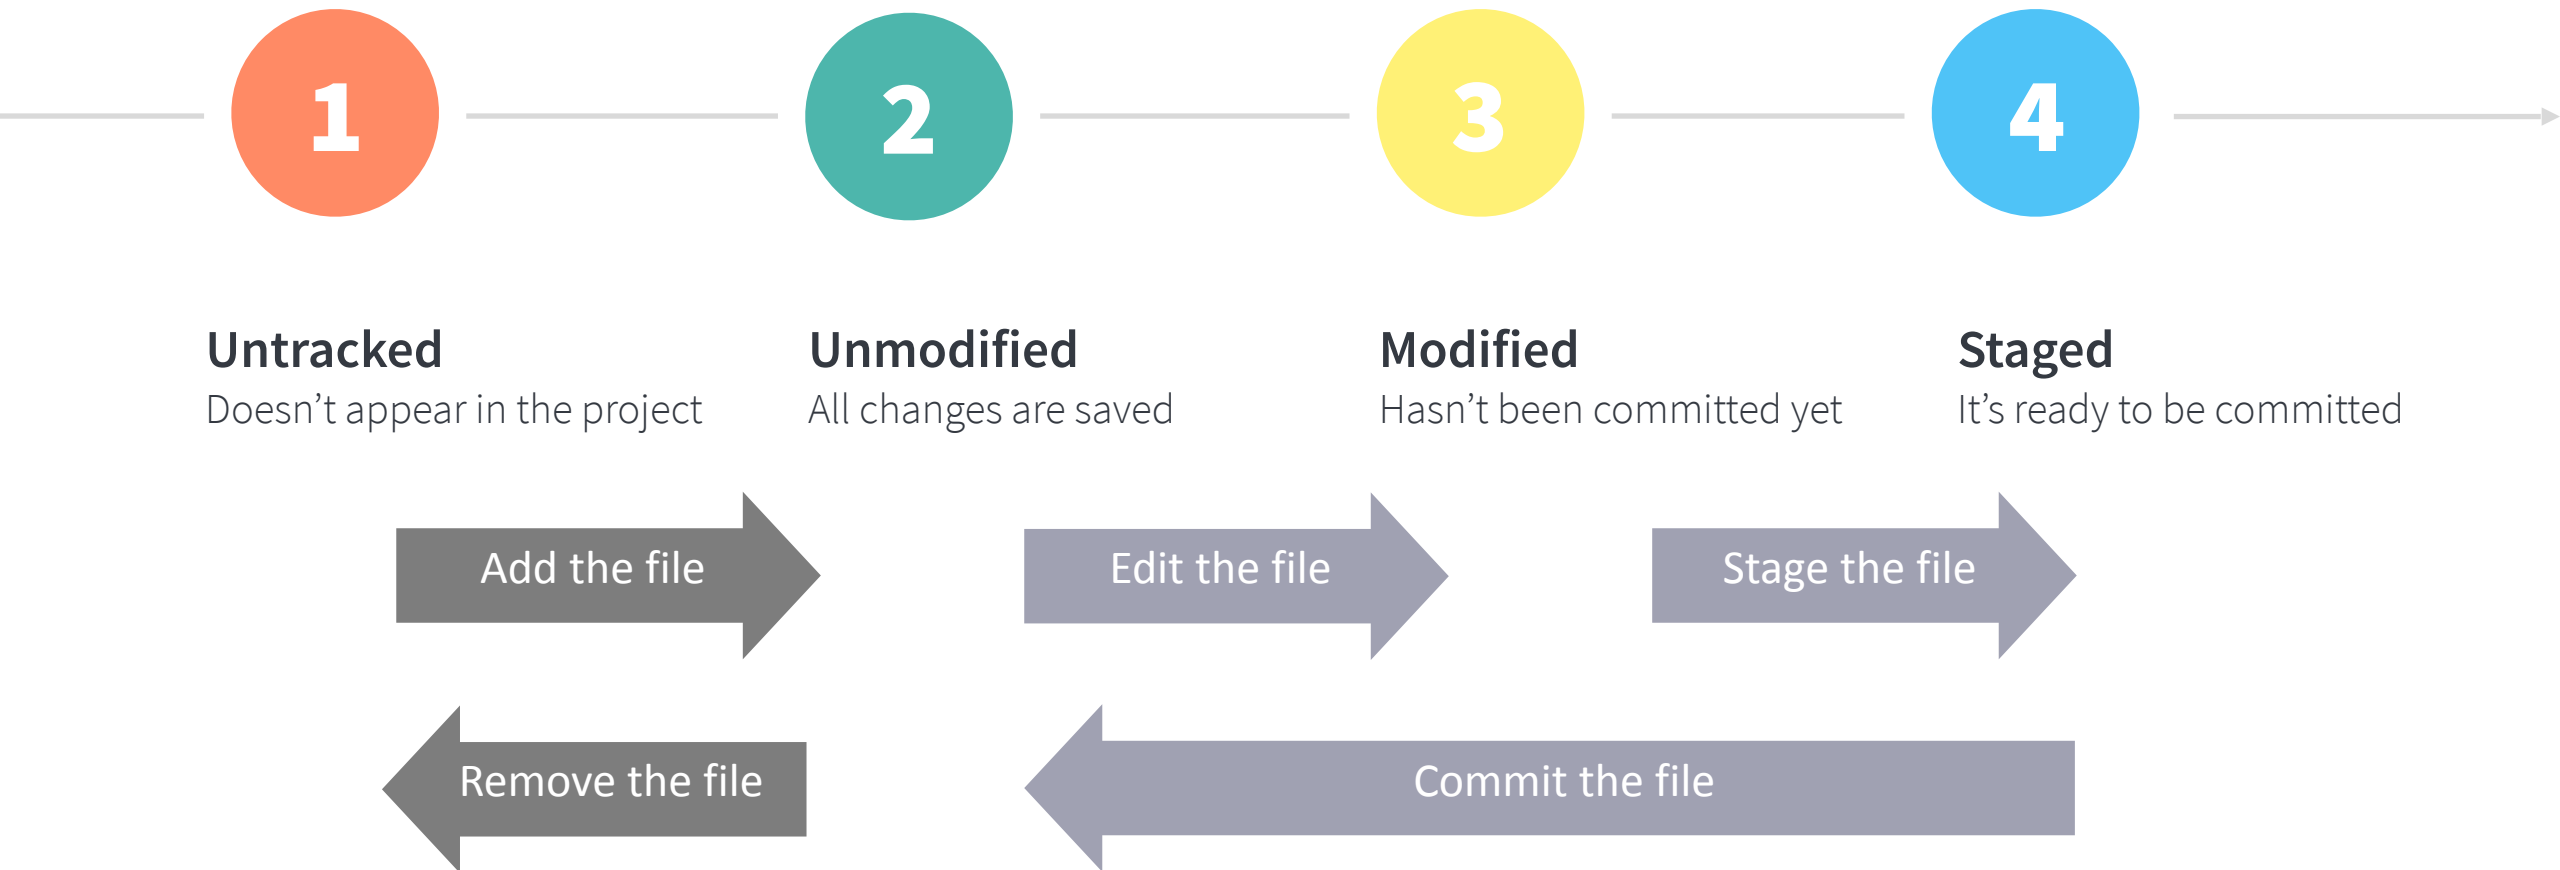 1
2
3
4
Untracked
Doesn’t appear in the project
Unmodified
All changes are saved
Modified
Hasn’t been committed yet
Staged
It’s ready to be committed
Add the file
Edit the file
Stage the file
Remove the file
Commit the file